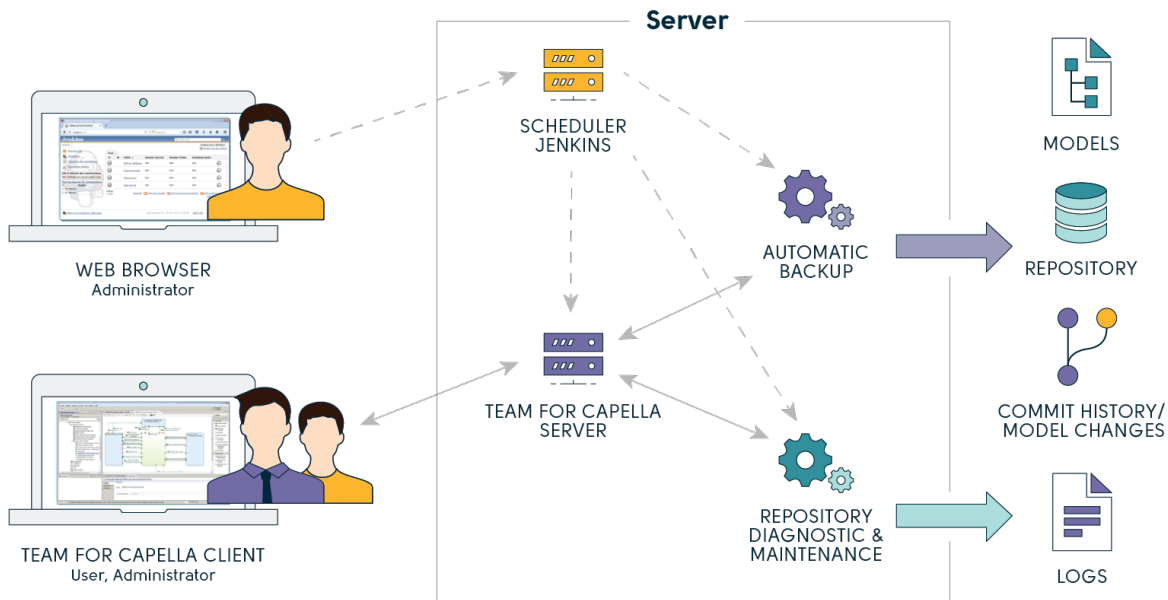 Server
SCHEDULER
JENKINS
MODELS
WEB BROWSER
Administrator
AUTOMATIC
BACKUP
REPOSITORY
TEAM FOR CAPELLA
SERVER
COMMIT HISTORY/
MODEL CHANGES
TEAM FOR CAPELLA CLIENT
User, Administrator
REPOSITORY
DIAGNOSTIC &
MAINTENANCE
LOGS